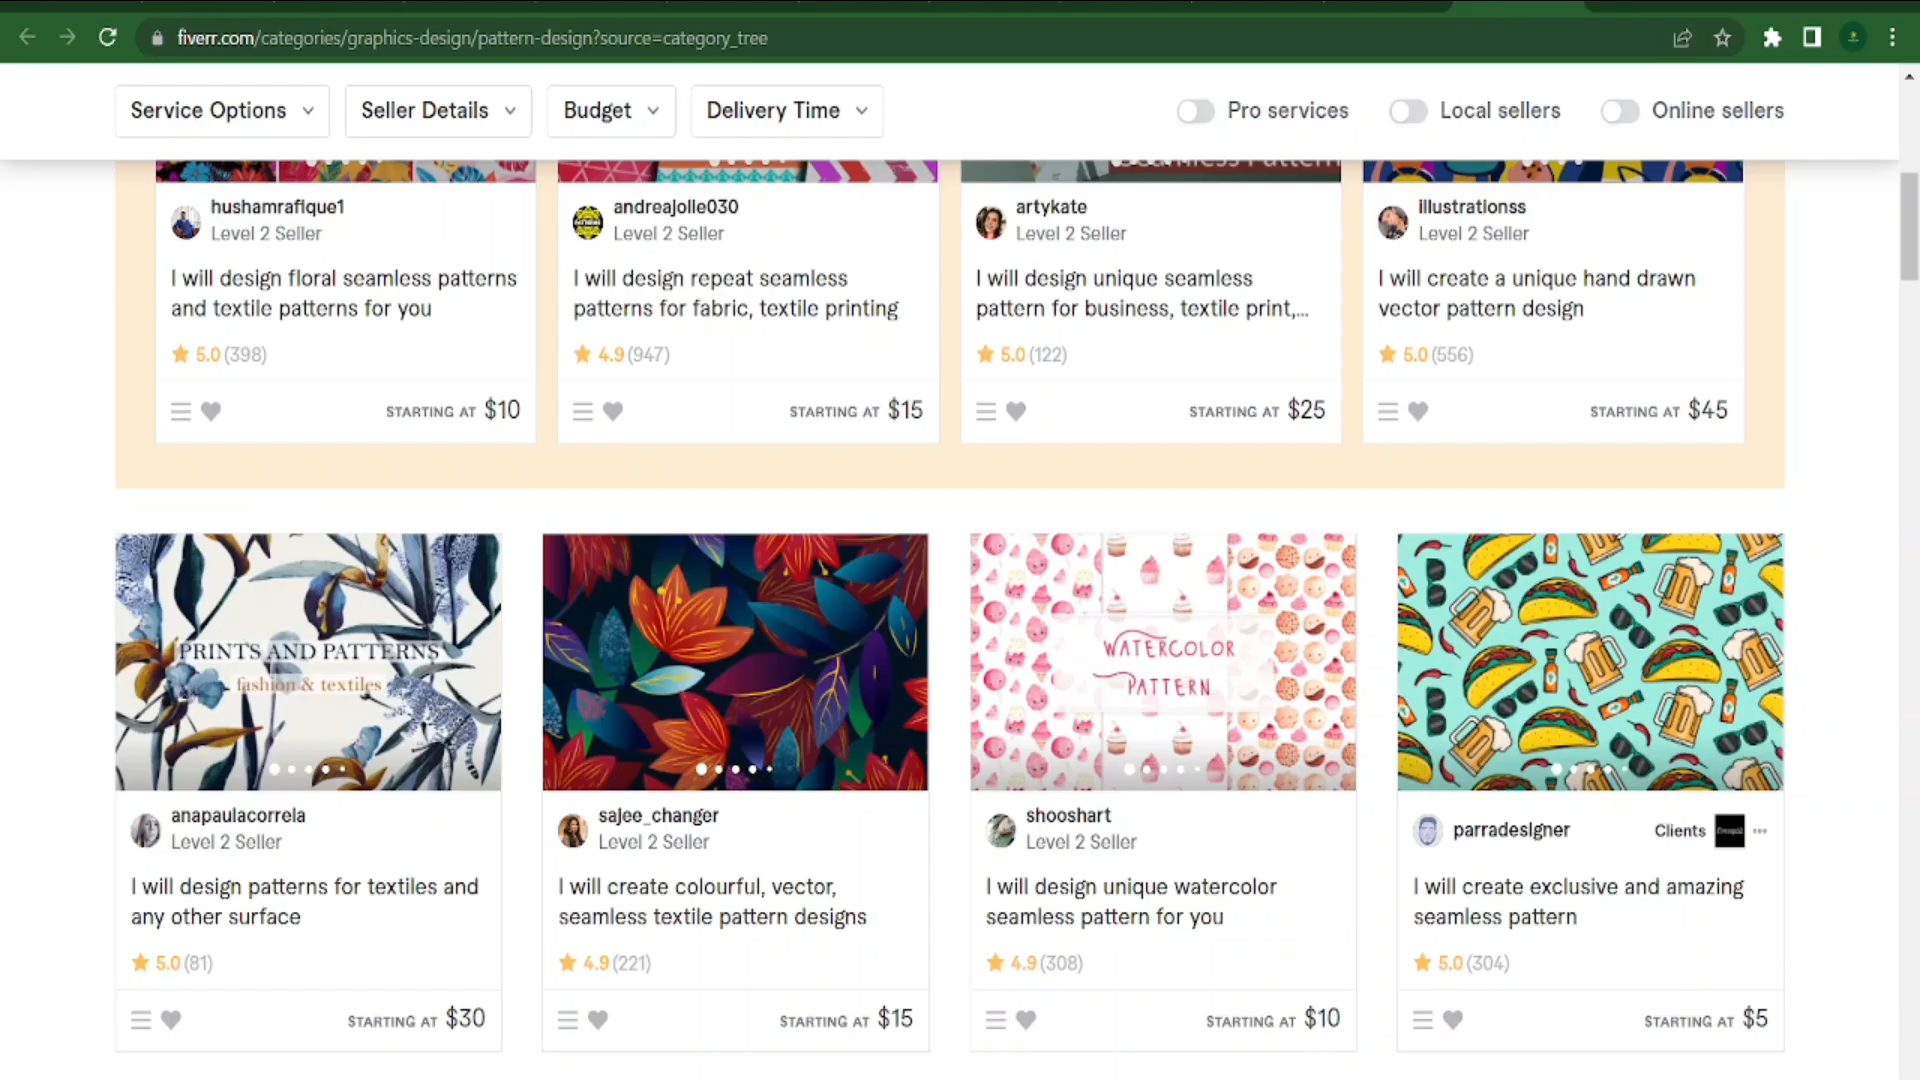 fiverr.com/categories/graphics-design/pattern-design?source=category_tree
Service Options
Seller Details
Budget
Delivery Time
Pro services
Local sellers
Online sellers
Seamless Pattern
hushamrafique1
Level 2 Seller
I will design floral seamless patterns
and textile patterns for you
5.0 (398)
STARTING AT $10
andreajolie030
Level 2 Seller
I will design repeat seamless
patterns for fabric, textile printing
4.9 (947)
STARTING AT $15
artykate
Level 2 Seller
I will design unique seamless
pattern for business, textile print,...
5.0 (122)
STARTING AT $25
illustrationss
Level 2 Seller
I will create a unique hand drawn
vector pattern design
5.0 (556)
STARTING AT $45
PRINTS AND PATTERNS
fashion & textiles
anapaulacorrela
Level 2 Seller
I will design patterns for textiles and
any other surface
5.0 (81)
STARTING AT $30
sajee_changer
Level 2 Seller
I will create colourful, vector,
seamless textile pattern designs
4.9 (221)
STARTING AT $15
WATERCOLOR
PATTERN
shooshart
Level 2 Seller
I will design unique watercolor
seamless pattern for you
4.9 (308)
STARTING AT $10
parradesigner
Clients
I will create exclusive and amazing
seamless pattern
5.0 (304)
STARTING AT $5